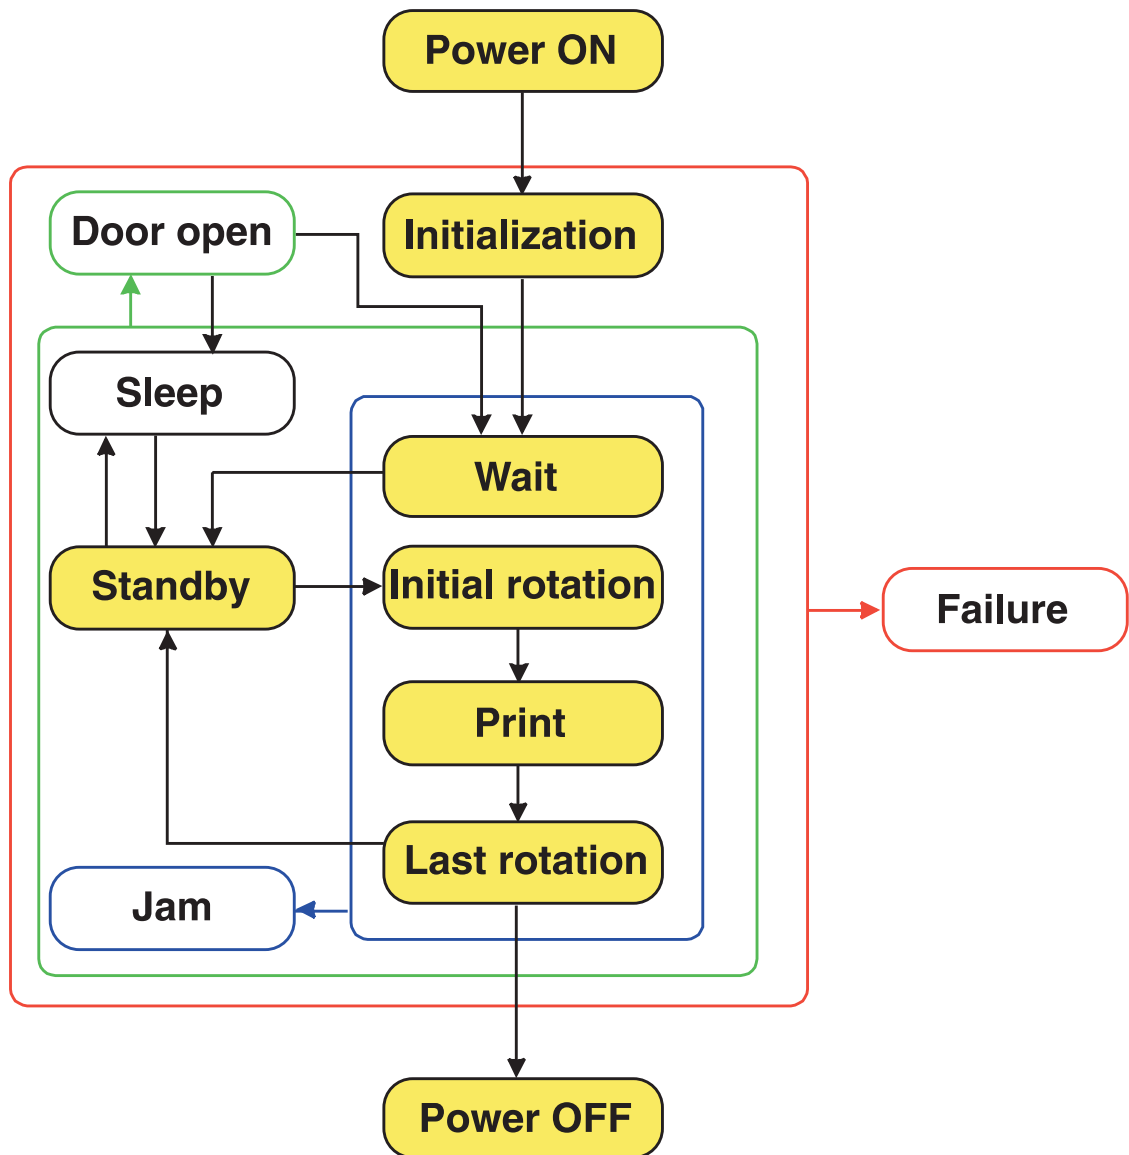 Power ON
Door open
Initialization
Sleep
Wait
Standby
Initial rotation
Failure
Print
Last rotation
Jam
Power OFF